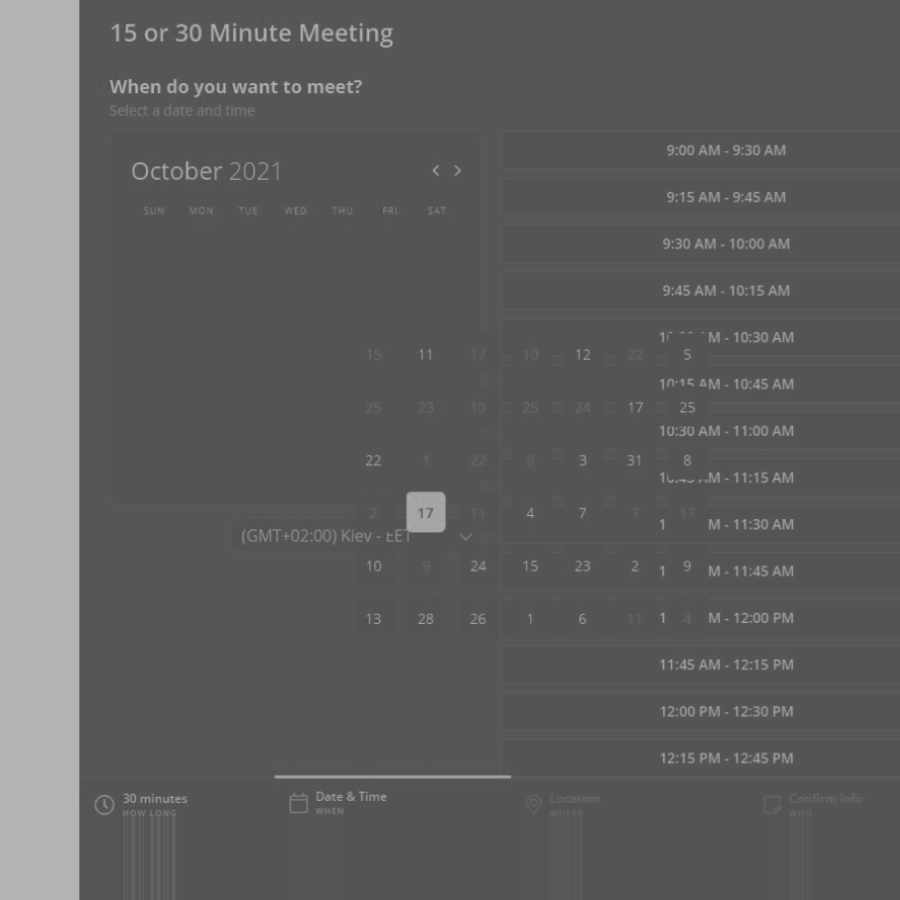 15 or 30 Minute Meeting
When do you want to meet?
Select a date and time
October 2021
SUN MON TUE WED THU FRI SAT
9:00 AM - 9:30 AM
9:15 AM - 9:45 AM
9:30 AM - 10:00 AM
9:45 AM - 10:15 AM
M - 10:30 AM
15 11 17 10 12 22 5
10:15 AM - 10:45 AM
25 23 10 25 24 17 25
10:30 AM - 11:00 AM
22 1 22 9 3 31 8
M - 11:15 AM
2 17 11 4 7 7 17
1 M - 11:30 AM
(GMT+02:00) Kiev - EET
10 9 24 15 23 2 9
1 M - 11:45 AM
13 28 26 1 6 11 4
1 M - 12:00 PM
11:45 AM - 12:15 PM
12:00 PM - 12:30 PM
12:15 PM - 12:45 PM
30 minutes
HOW LONG
Date & Time
WHEN
Location
WHERE
Confirm Info
WHO